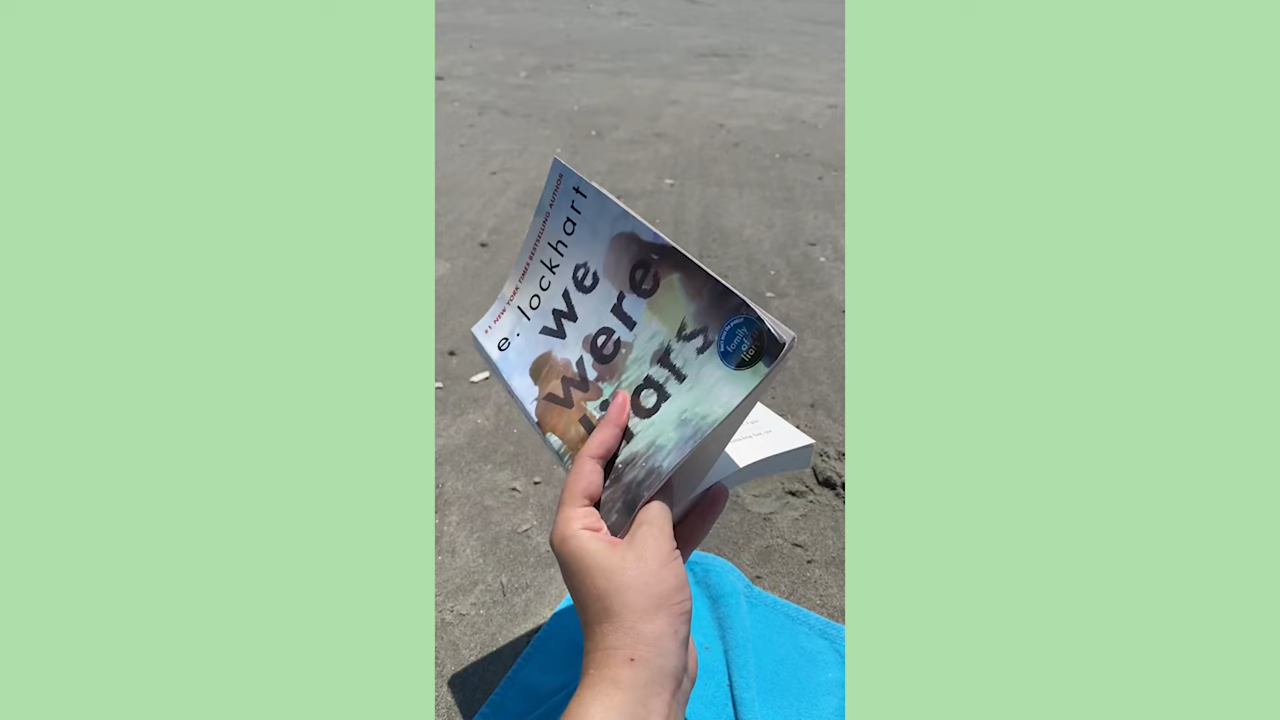 #1 NEW YORK TIMES BESTSELLING AUTHOR
e. lockhart
we
were
liars
family
of
liars